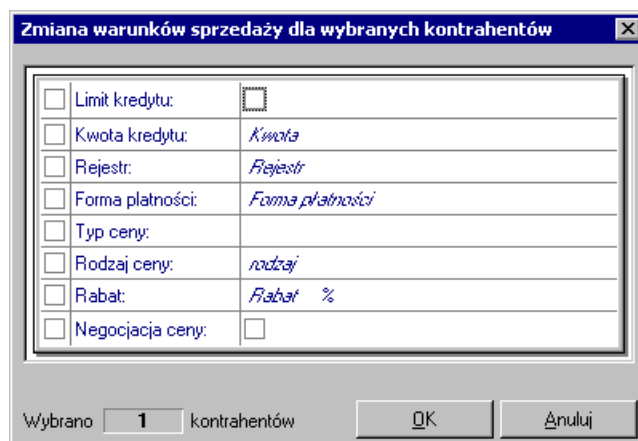 Zmiana warunków sprzedaży dla wybranych kontrahentów
Limit kredytu:
Kwota kredytu: Kwota
Rejestr: Rejestr
Forma płatności: Forma płatności
Typ ceny:
Rodzaj ceny: rodzaj
Rabat: Rabat %
Negocjacja ceny:
Wybrano 1 kontrahentów OK Anuluj